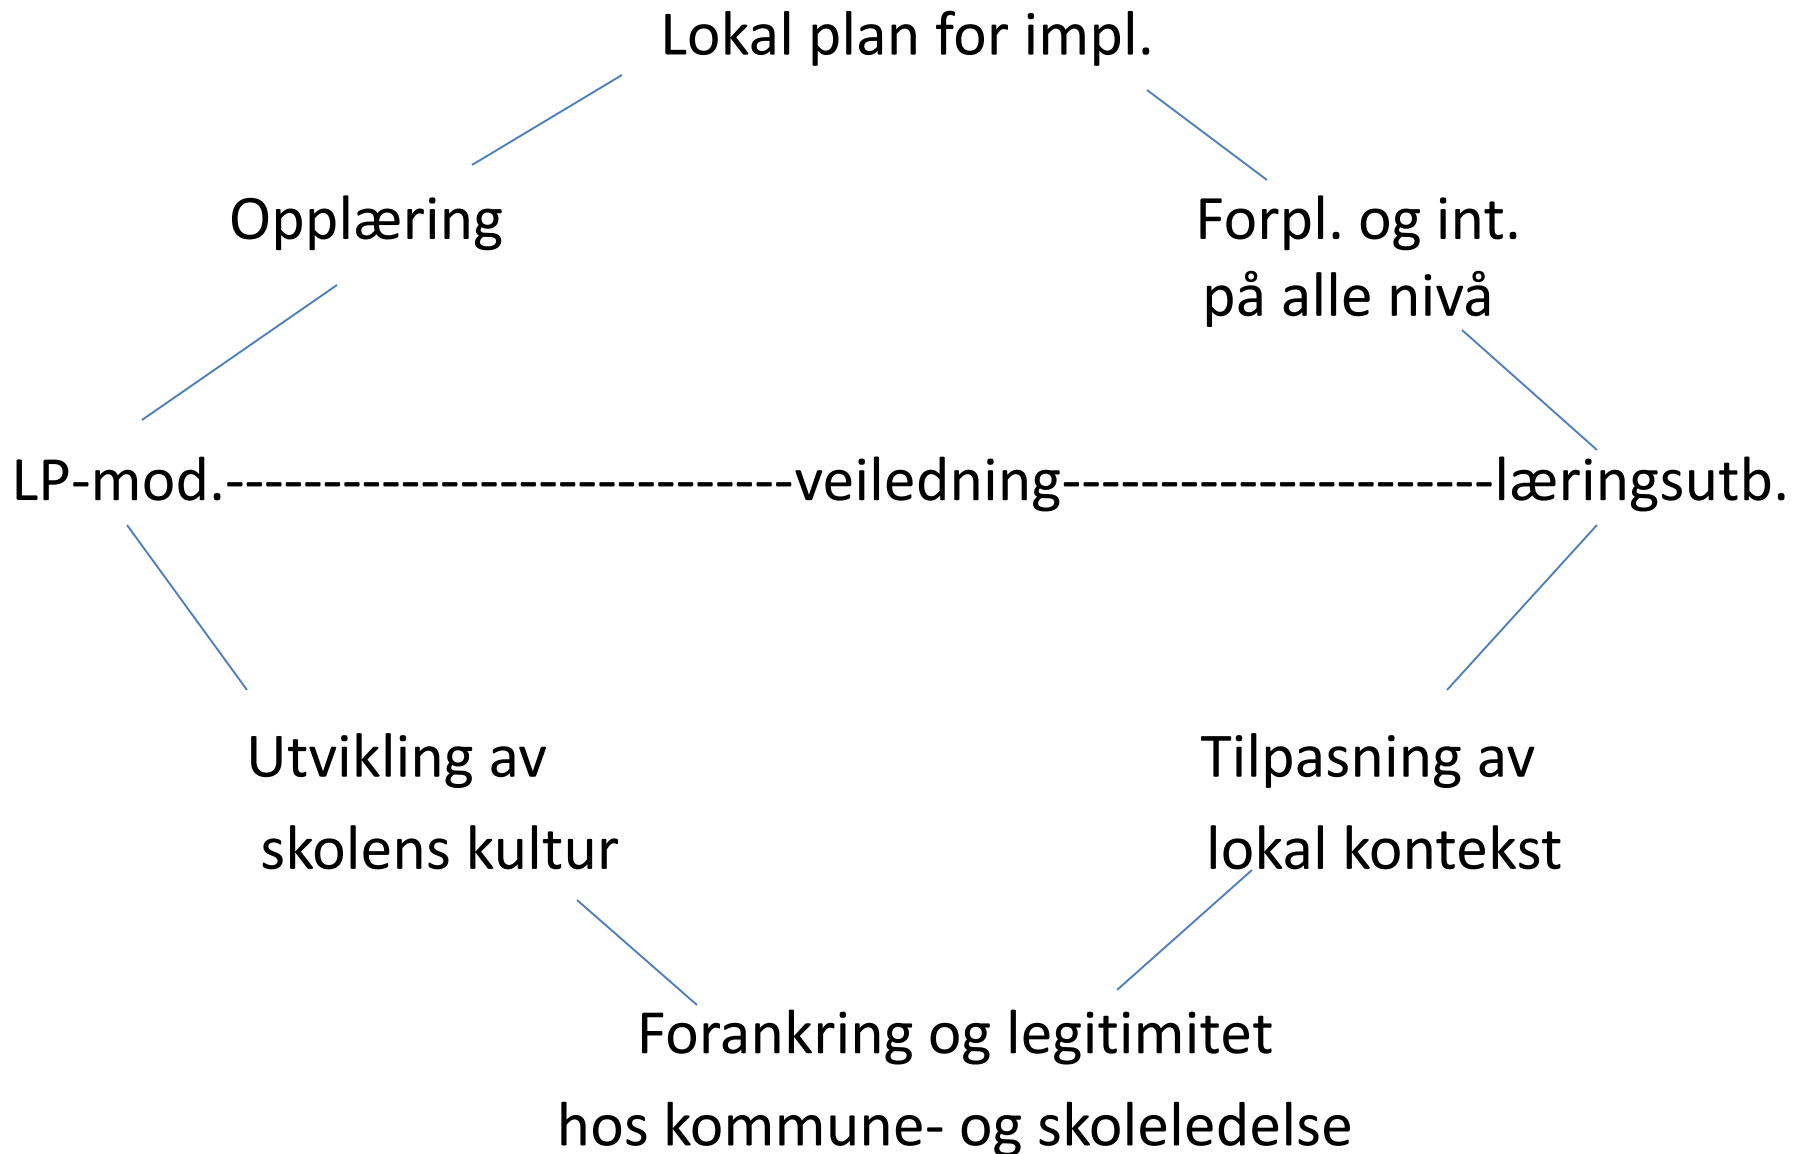 Lokal plan for impl.
Opplæring
Forpl. og int.
på alle nivå
LP-mod.-----------------------------veiledning----------------------læringsutb.
Utvikling av
skolens kultur
Tilpasning av
lokal kontekst
Forankring og legitimitet
hos kommune- og skoleledelse